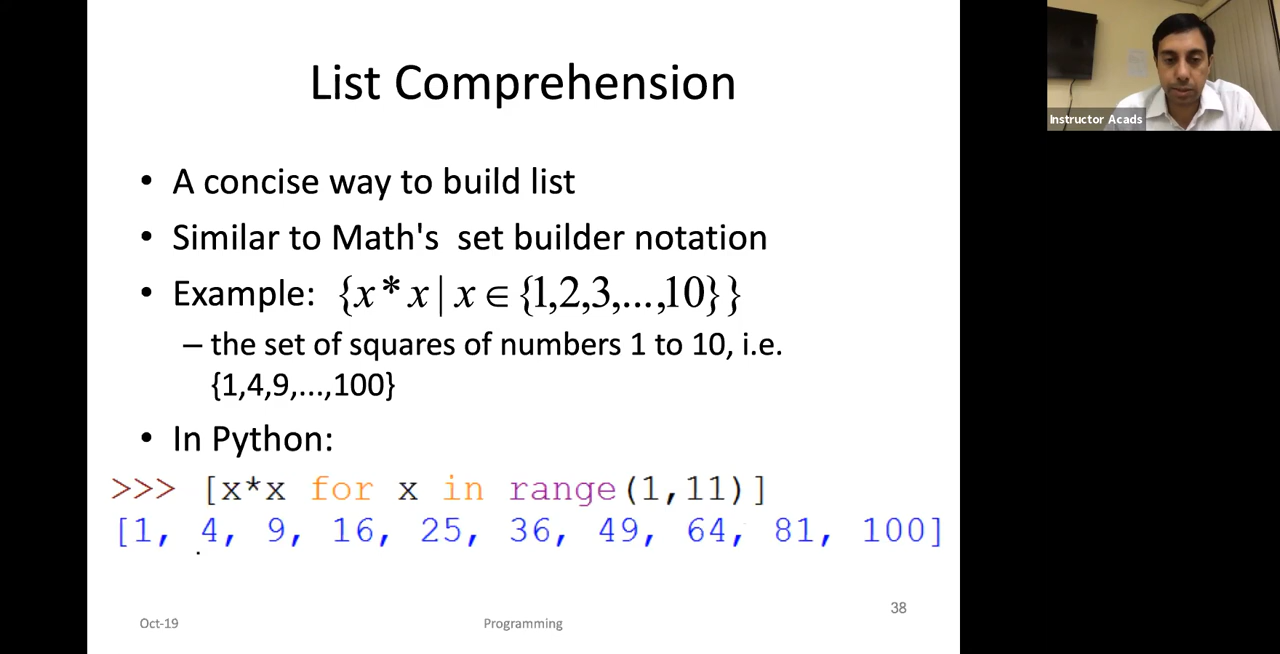 List Comprehension
• A concise way to build list
• Similar to Math's set builder notation
• Example: {x * x | x ∈ {1,2,3,...,10} }
– the set of squares of numbers 1 to 10, i.e.
{1,4,9,...,100}
• In Python:
>>> [x*x for x in range(1,11)]
[1, 4, 9, 16, 25, 36, 49, 64, 81, 100]
Oct-19
Programming
38
Instructor Acads